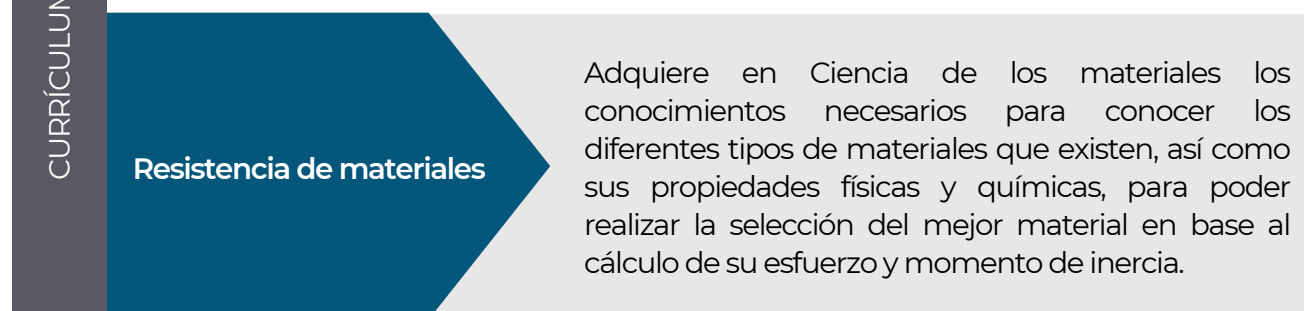 CURRÍCULUM
Resistencia de materiales
Adquiere en Ciencia de los materiales los
conocimientos necesarios para conocer los
diferentes tipos de materiales que existen, así como
sus propiedades físicas y químicas, para poder
realizar la selección del mejor material en base al
cálculo de su esfuerzo y momento de inercia.